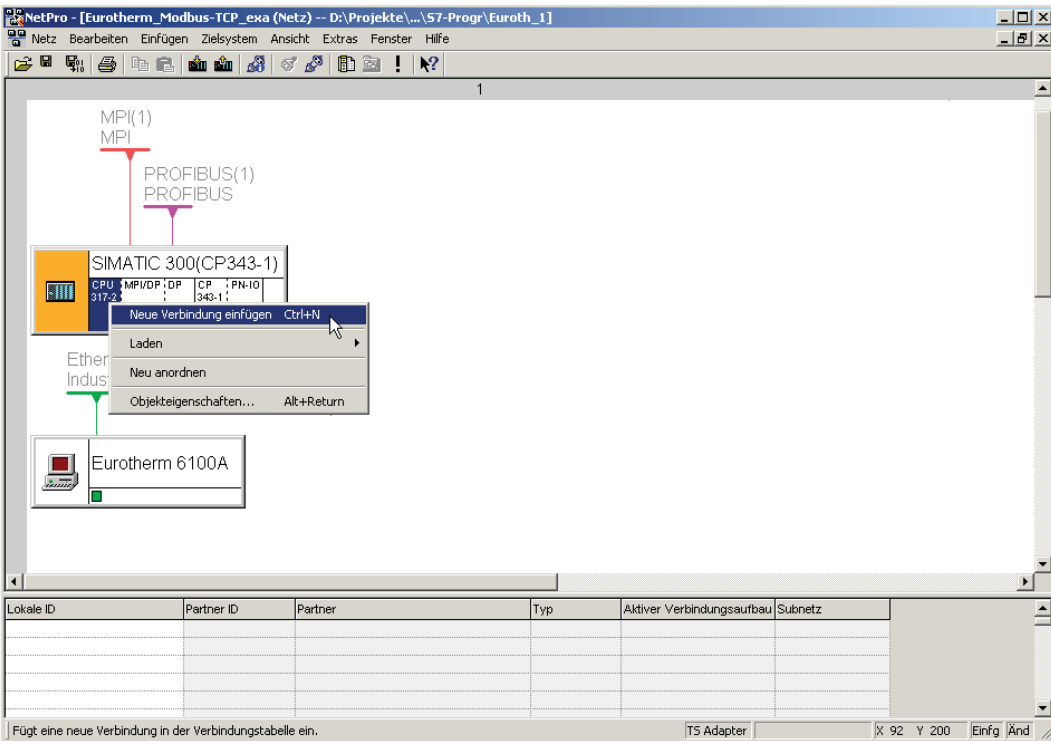 NetPro - [Eurotherm_Modbus-TCP_exa (Netz) -- D:\Projekte\...\S7-Progr\Euroth_1]
Netz Bearbeiten Einfügen Zielsystem Ansicht Extras Fenster Hilfe
1
MPI(1)
MPI
PROFIBUS(1)
PROFIBUS
SIMATIC 300(CP343-1)
CPU MPI/DP DP CP PN-IO
317-2 343-1
Neue Verbindung einfügen Ctrl+N
Laden
Neu anordnen
Objekteigenschaften... Alt+Return
Ether
Indus
Eurotherm 6100A
Lokale ID Partner ID Partner Typ Aktiver Verbindungsaufbau Subnetz
Fügt eine neue Verbindung in der Verbindungstabelle ein. TS Adapter X 92 Y 200 Einfg Änd